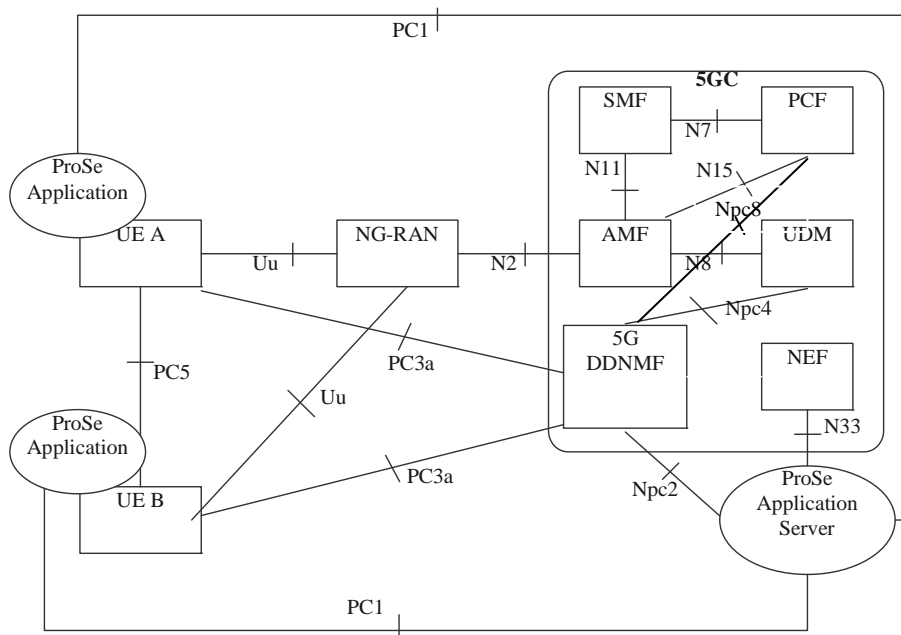 PC1
5GC
SMF
PCF
N7
ProSe
Application
N11
N15
Npc8
UE A
NG-RAN
AMF
UDM
Uu
N2
N8
Npc4
5G
DDNMF
NEF
PC3a
PC5
Uu
ProSe
Application
N33
PC3a
ProSe
Application
Server
Npc2
UE B
PC1